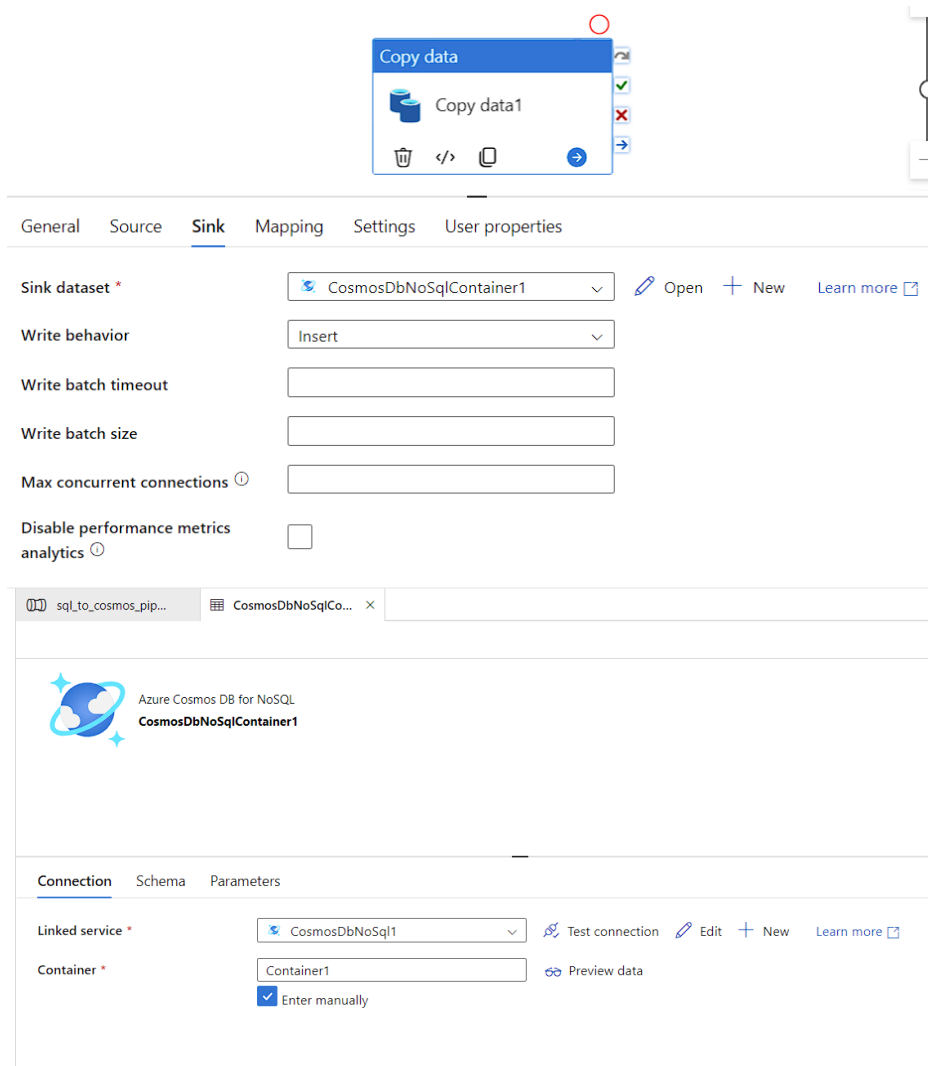 Copy data
Copy data1
General Source Sink Mapping Settings User properties
Sink dataset * CosmosDbNoSqlContainer1 Open New Learn more
Write behavior Insert
Write batch timeout
Write batch size
Max concurrent connections
Disable performance metrics
analytics
sql_to_cosmos_pip... CosmosDbNoSqlCo...
Azure Cosmos DB for NoSQL
CosmosDbNoSqlContainer1
Connection Schema Parameters
Linked service * CosmosDbNoSql1 Test connection Edit New Learn more
Container * Container1 Preview data
Enter manually